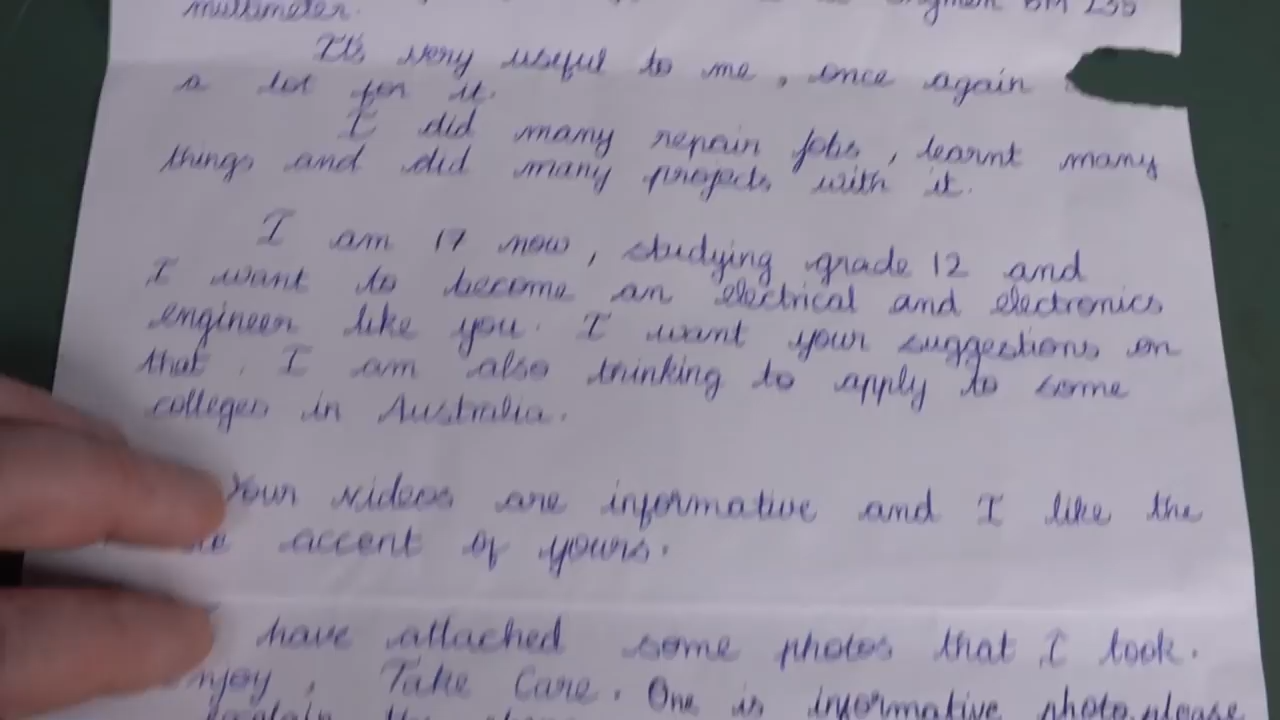 multimeter. BM 235
It's very useful to me, once again
a lot for it.
I did many repair jobs, learnt many
things and did many projects with it.
I am 17 now, studying grade 12 and
I want to become an electrical and electronics
engineer like you. I want your suggestions on
that. I am also thinking to apply to some
colleges in Australia.
Your videos are informative and I like the
accent of yours.
have attached some photos that I took.
Take Care. One is informative photo, please